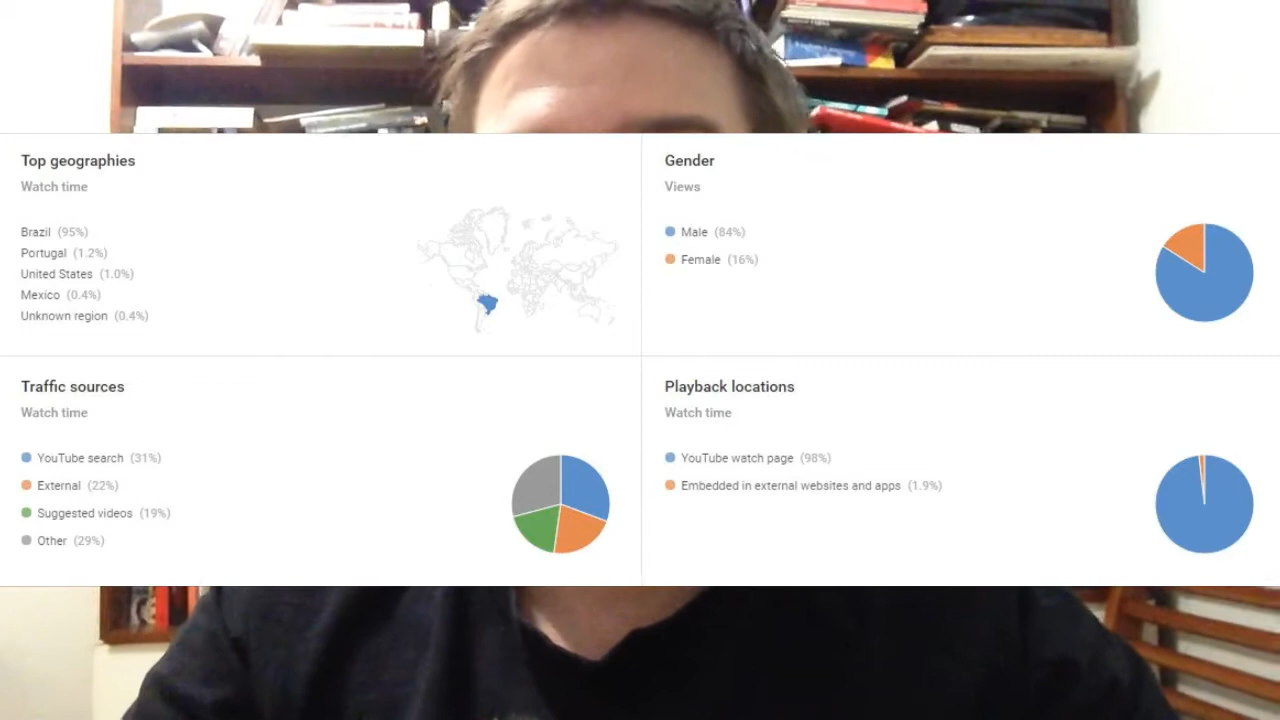 Top geographies
Watch time
Brazil (95%)
Portugal (1.2%)
United States (1.0%)
Mexico (0.4%)
Unknown region (0.4%)
Gender
Views
Male (84%)
Female (16%)
Traffic sources
Watch time
YouTube search (31%)
External (22%)
Suggested videos (19%)
Other (29%)
Playback locations
Watch time
YouTube watch page (98%)
Embedded in external websites and apps (1.9%)